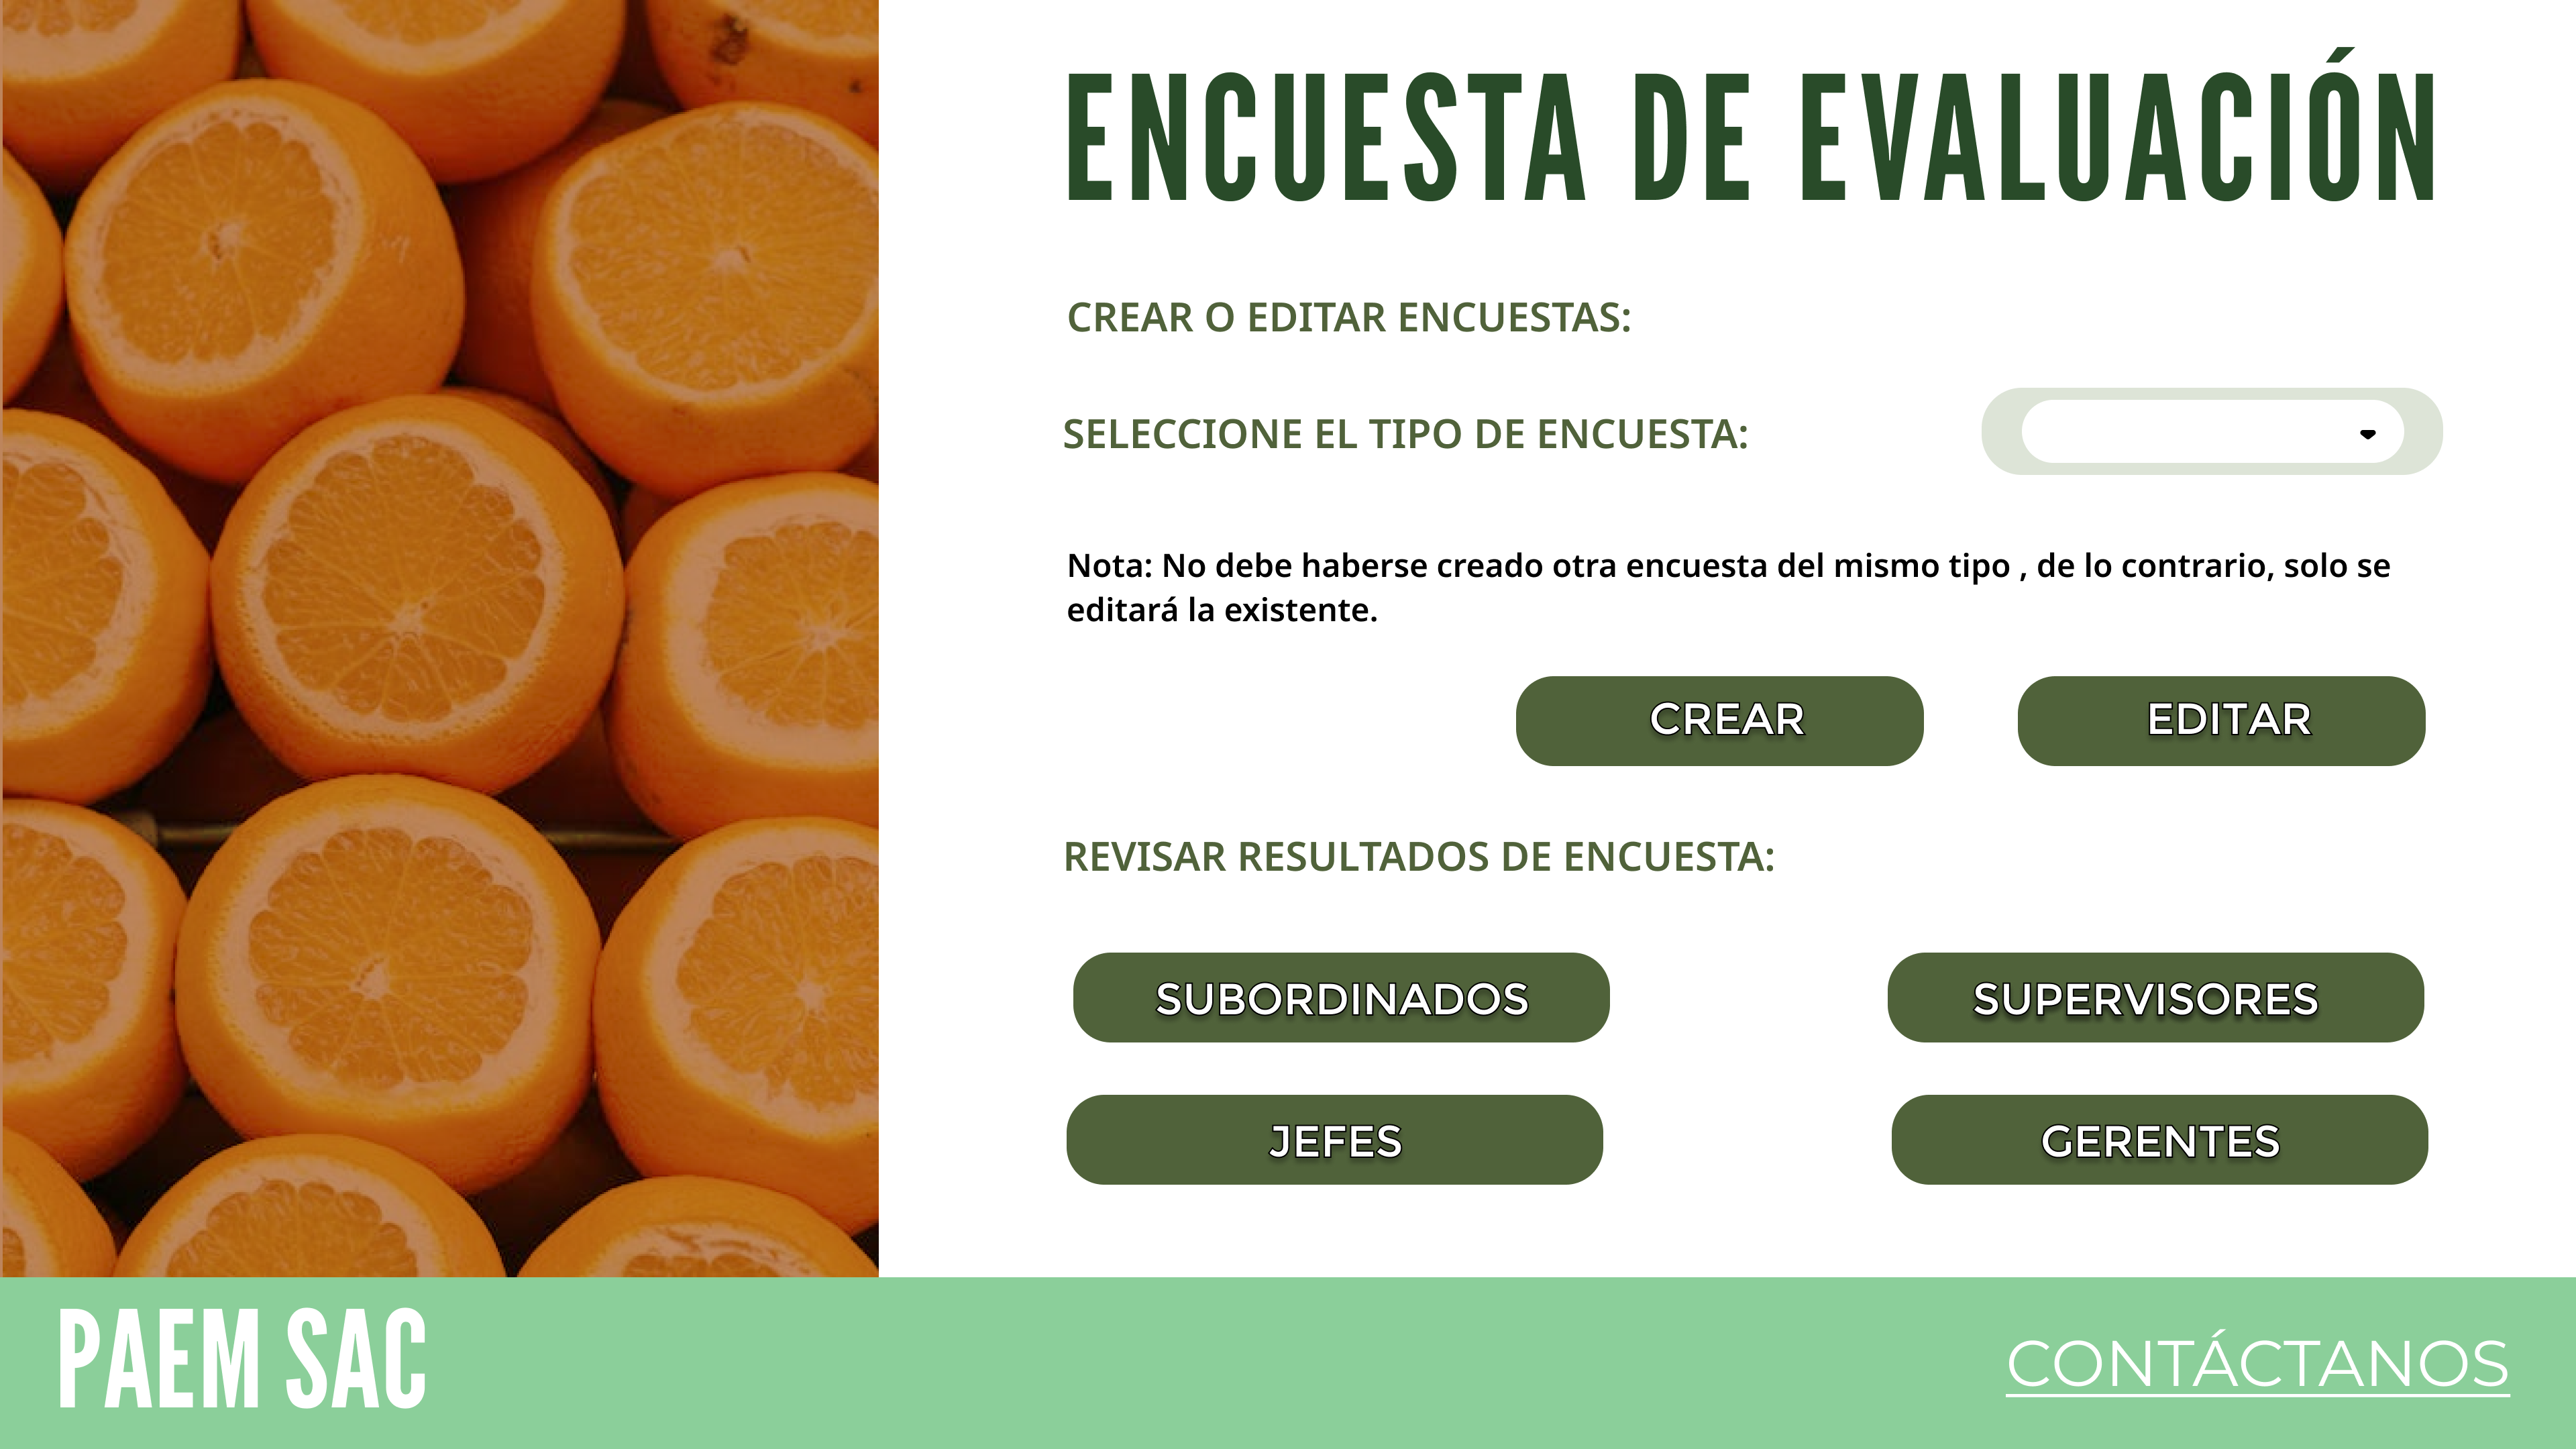 ENCUESTA DE EVALUACIÓN
CREAR O EDITAR ENCUESTAS:
SELECCIONE EL TIPO DE ENCUESTA:
Nota: No debe haberse creado otra encuesta del mismo tipo , de lo contrario, solo se
editará la existente.
CREAR
EDITAR
REVISAR RESULTADOS DE ENCUESTA:
SUBORDINADOS
SUPERVISORES
JEFES
GERENTES
PAEM SAC
CONTÁCTANOS